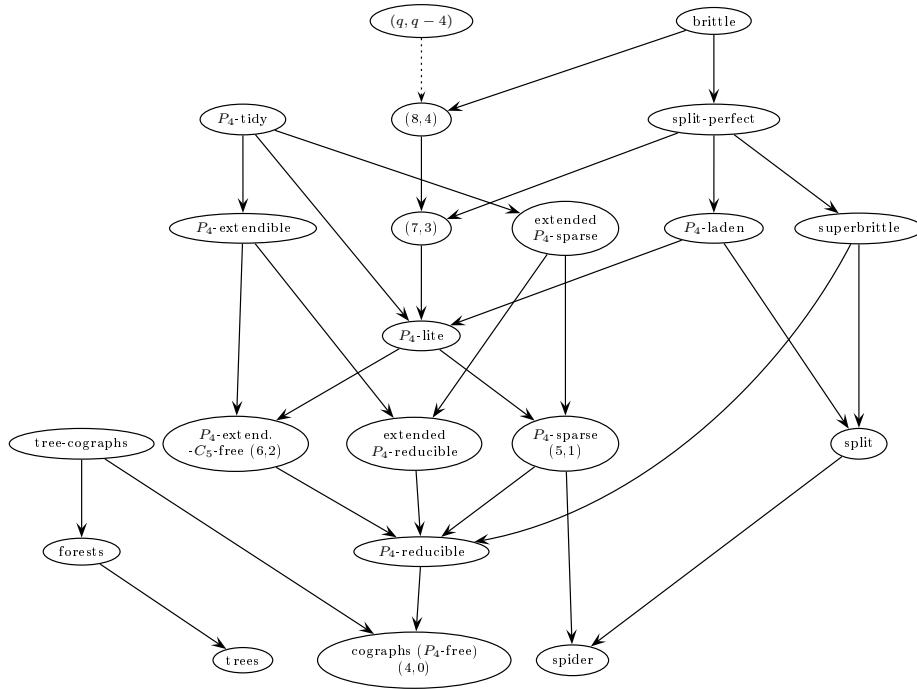 (q, q − 4)
brittle
P₄-tidy
(8, 4)
split-perfect
P₄-extendible
(7, 3)
extended
P₄-sparse
P₄-laden
superbrittle
P₄-lite
tree-cographs
P₄-extend.
-C₅-free (6,2)
extended
P₄-reducible
P₄-sparse
(5,1)
split
forests
P₄-reducible
trees
cographs (P₄-free)
(4,0)
spider